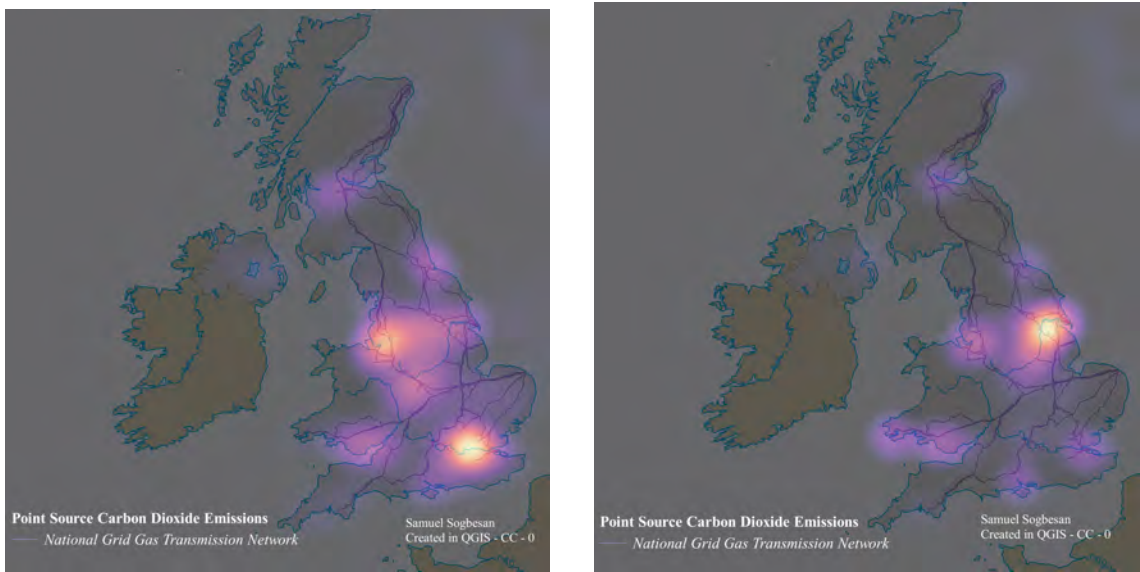 Point Source Carbon Dioxide Emissions
National Grid Gas Transmission Network
Samuel Sogbesan
Created in QGIS - CC - 0
Point Source Carbon Dioxide Emissions
National Grid Gas Transmission Network
Samuel Sogbesan
Created in QGIS - CC - 0